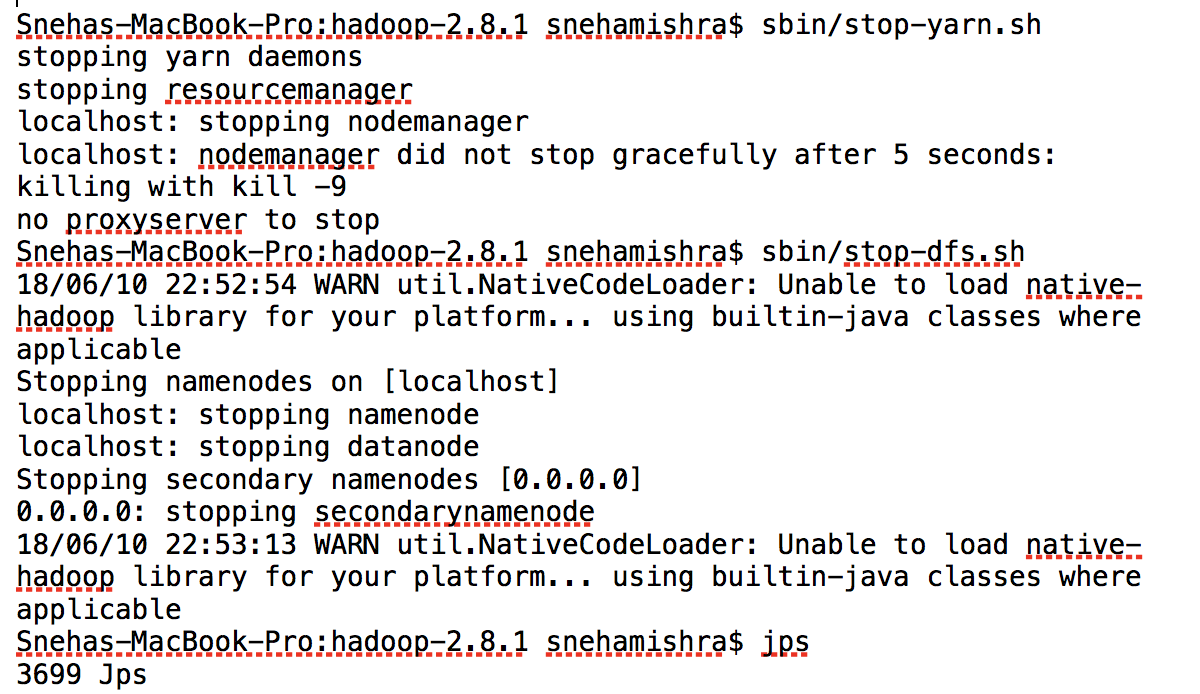 Snehas-MacBook-Pro:hadoop-2.8.1 snehamishra$ sbin/stop-yarn.sh
stopping yarn daemons
stopping resourcemanager
localhost: stopping nodemanager
localhost: nodemanager did not stop gracefully after 5 seconds:
killing with kill -9
no proxyserver to stop
Snehas-MacBook-Pro:hadoop-2.8.1 snehamishra$ sbin/stop-dfs.sh
18/06/10 22:52:54 WARN util.NativeCodeLoader: Unable to load native-
hadoop library for your platform... using builtin-java classes where
applicable
Stopping namenodes on [localhost]
localhost: stopping namenode
localhost: stopping datanode
Stopping secondary namenodes [0.0.0.0]
0.0.0.0: stopping secondarynamenode
18/06/10 22:53:13 WARN util.NativeCodeLoader: Unable to load native-
hadoop library for your platform... using builtin-java classes where
applicable
Snehas-MacBook-Pro:hadoop-2.8.1 snehamishra$ jps
3699 Jps